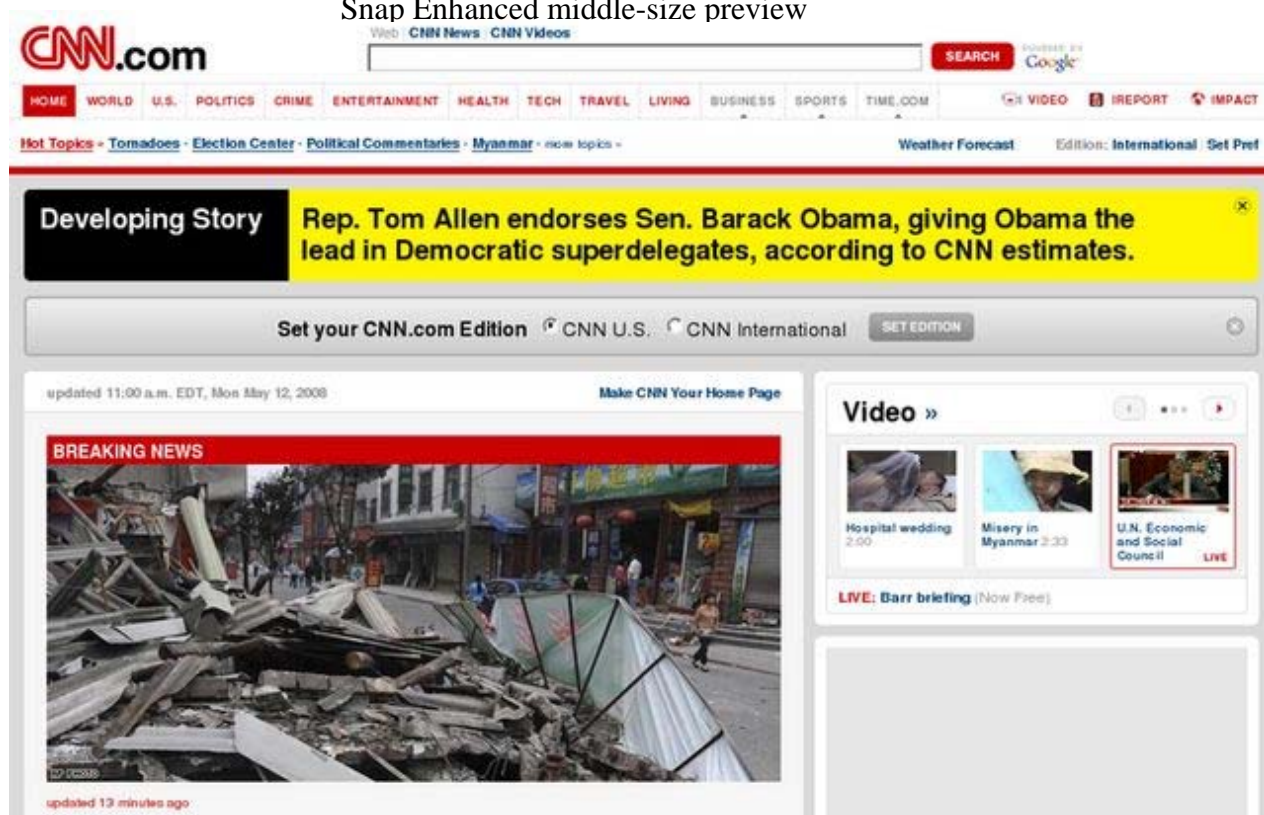 Snap Enhanced middle-size preview
Web CNN News CNN Videos
CNN.com
SEARCH
POWERED BY
Google
HOME WORLD U.S. POLITICS CRIME ENTERTAINMENT HEALTH TECH TRAVEL LIVING BUSINESS SPORTS TIME.COM VIDEO IREPORT IMPACT
Hot Topics » Tornadoes · Election Center · Political Commentaries · Myanmar · more topics »
Weather Forecast Edition: International Set Pref
Developing Story
Rep. Tom Allen endorses Sen. Barack Obama, giving Obama the
lead in Democratic superdelegates, according to CNN estimates.
Set your CNN.com Edition CNN U.S. CNN International SET EDITION
updated 11:00 a.m. EDT, Mon May 12, 2008
Make CNN Your Home Page
BREAKING NEWS
AP PHOTO
updated 13 minutes ago
Video »
Hospital wedding
2:00
Misery in
Myanmar 2:33
U.N. Economic
and Social
Council LIVE
LIVE: Barr briefing (Now Free)